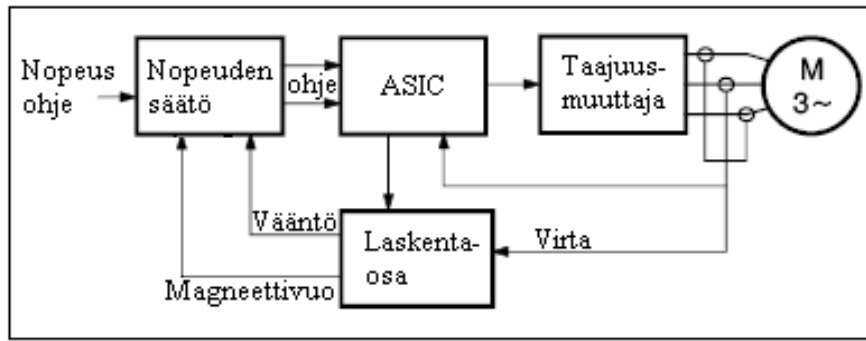 Nopeus
ohje
Nopeuden
säätö
ohje
ASIC
Taajuus-
muuttaja
M
3~
Vääntö
Magneettivuo
Laskenta-
osa
Virta